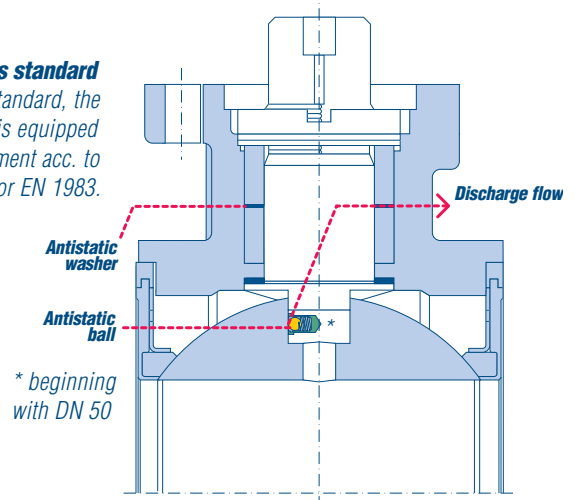 s standard
tandard, the
is equipped
ment acc. to
or EN 1983.
Discharge flow
Antistatic
washer
Antistatic
ball
*
* beginning
with DN 50